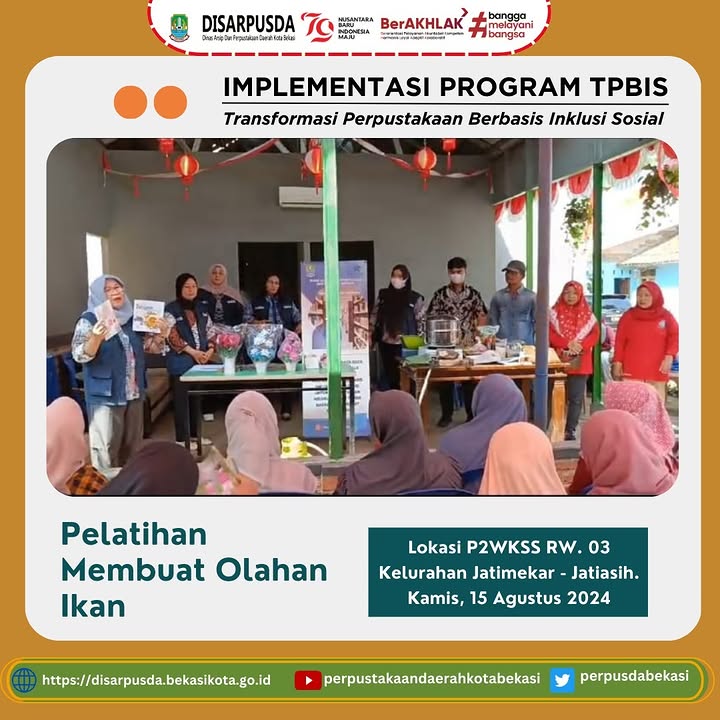 DISARPUSDA
Dinas Arsip Dan Perpustakaan Daerah Kota Bekasi
79
NUSANTARA
BARU
INDONESIA
MAJU
BerAKHLAK
#bangga
melayani
bangsa
IMPLEMENTASI PROGRAM TPBIS
Transformasi Perpustakaan Berbasis Inklusi Sosial
Pelatihan
Membuat Olahan
Ikan
Lokasi P2WKSS RW. 03
Kelurahan Jatimekar - Jatiasih.
Kamis, 15 Agustus 2024
https://disarpusda.bekasikota.go.id
perpustakaandaerahkotabekasi
perpusdabekasi